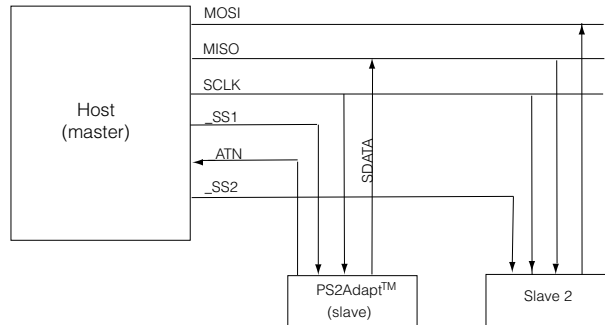 MOSI
MISO
SCLK
Host
(master)
_SS1
_ATN
SDATA
_SS2
PS2Adapt™
(slave)
Slave 2